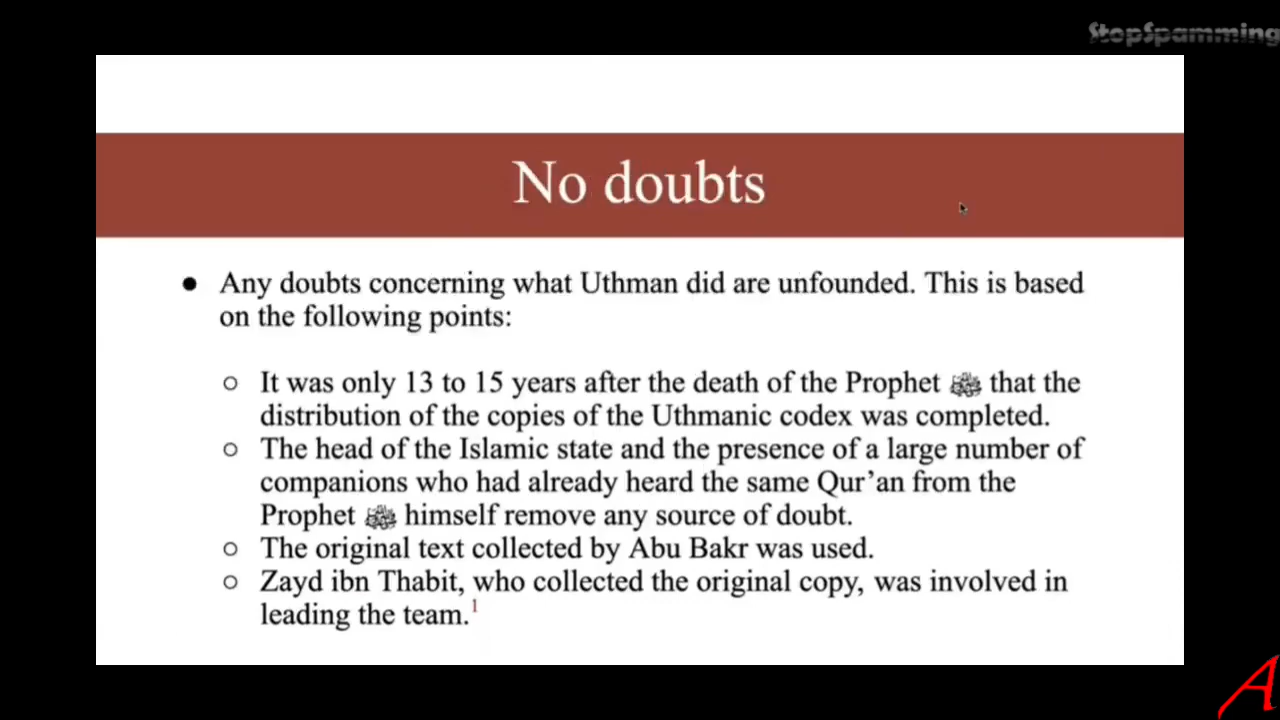 StopSpamming
No doubts
● Any doubts concerning what Uthman did are unfounded. This is based
on the following points:
○ It was only 13 to 15 years after the death of the Prophet ﷺ that the
distribution of the copies of the Uthmanic codex was completed.
○ The head of the Islamic state and the presence of a large number of
companions who had already heard the same Qur’an from the
Prophet ﷺ himself remove any source of doubt.
○ The original text collected by Abu Bakr was used.
○ Zayd ibn Thabit, who collected the original copy, was involved in
leading the team.1
A